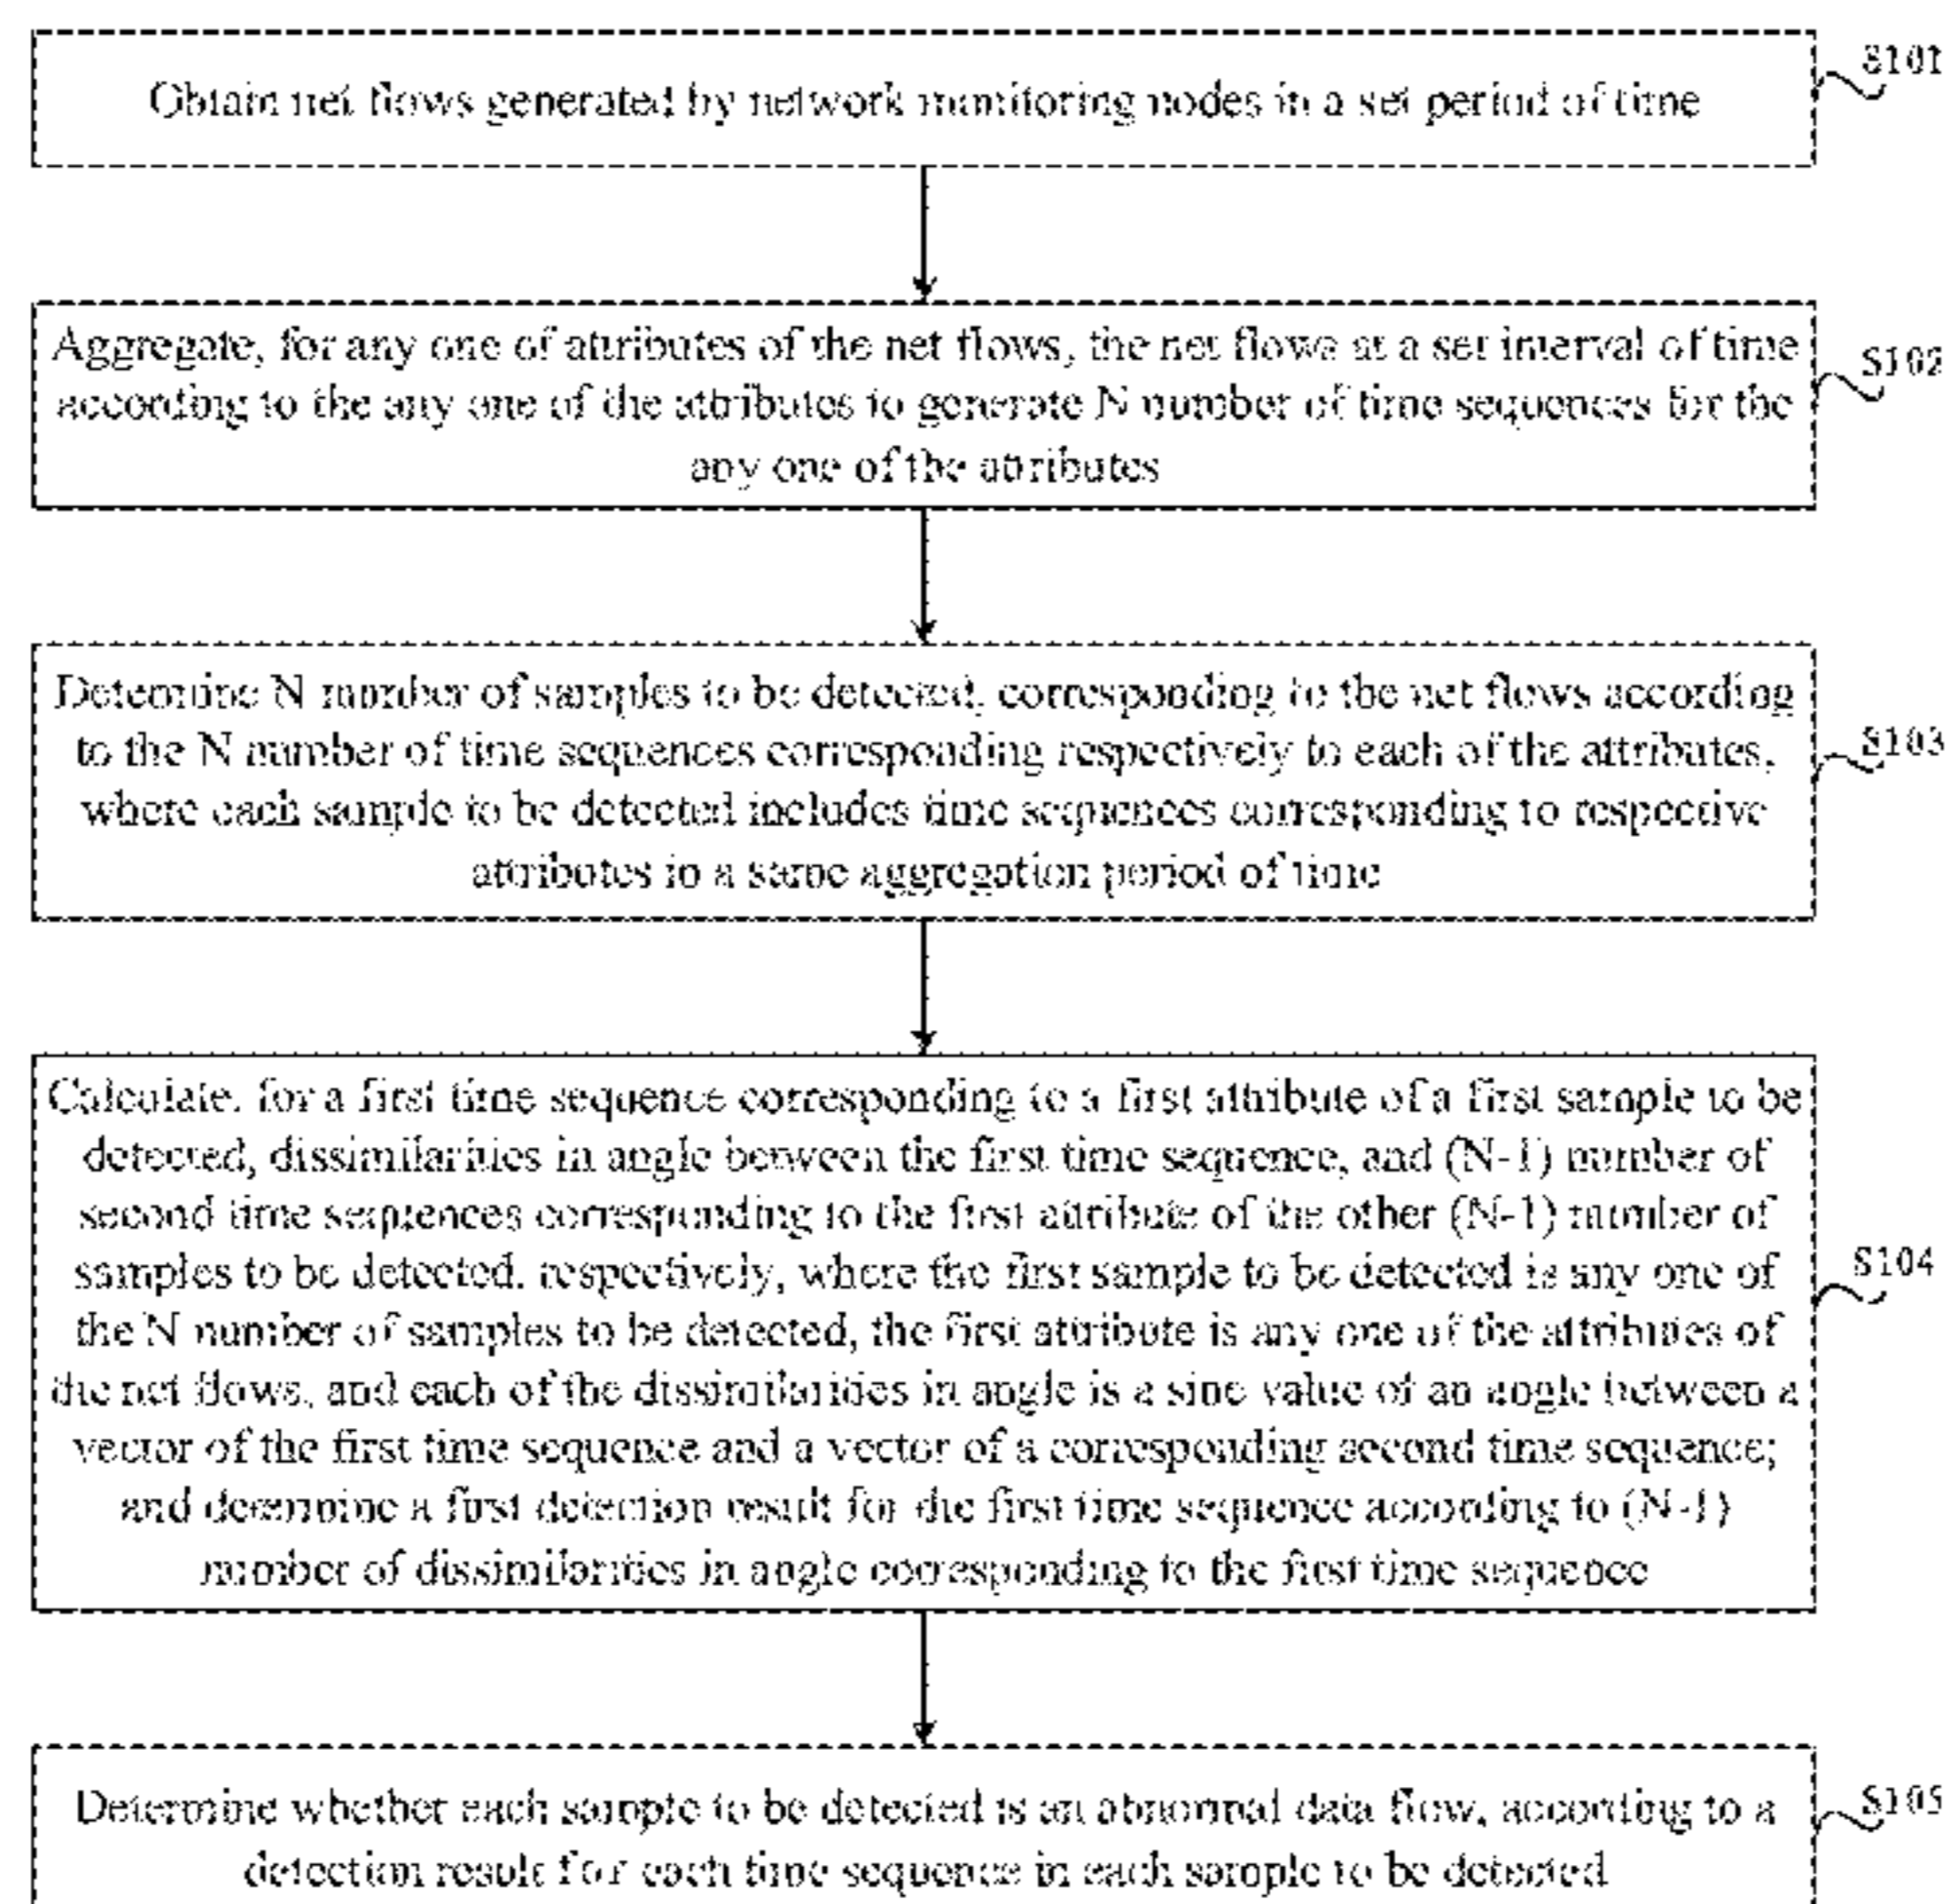 Obtain net flows generated by network monitoring nodes in a set period of time
S101
Aggregate, for any one of attributes of the net flows, the net flows at a set interval of time
according to the any one of the attributes to generate N number of time sequences for the
any one of the attributes
S102
Determine N number of samples to be detected, corresponding to the net flows according
to the N number of time sequences corresponding respectively to each of the attributes,
where each sample to be detected includes time sequences corresponding to respective
attributes in a same aggregation period of time
S103
Calculate, for a first time sequence corresponding to a first attribute of a first sample to be
detected, dissimilarities in angle between the first time sequence, and (N-1) number of
second time sequences corresponding to the first attribute of the other (N-1) number of
samples to be detected, respectively, where the first sample to be detected is any one of
the N number of samples to be detected, the first attribute is any one of the attributes of
the net flows, and each of the dissimilarities in angle is a sine value of an angle between a
vector of the first time sequence and a vector of a corresponding second time sequence;
and determine a first detection result for the first time sequence according to (N-1)
number of dissimilarities in angle corresponding to the first time sequence
S104
Determine whether each sample to be detected is an abnormal data flow, according to a
detection result for each time sequence in each sample to be detected
S105